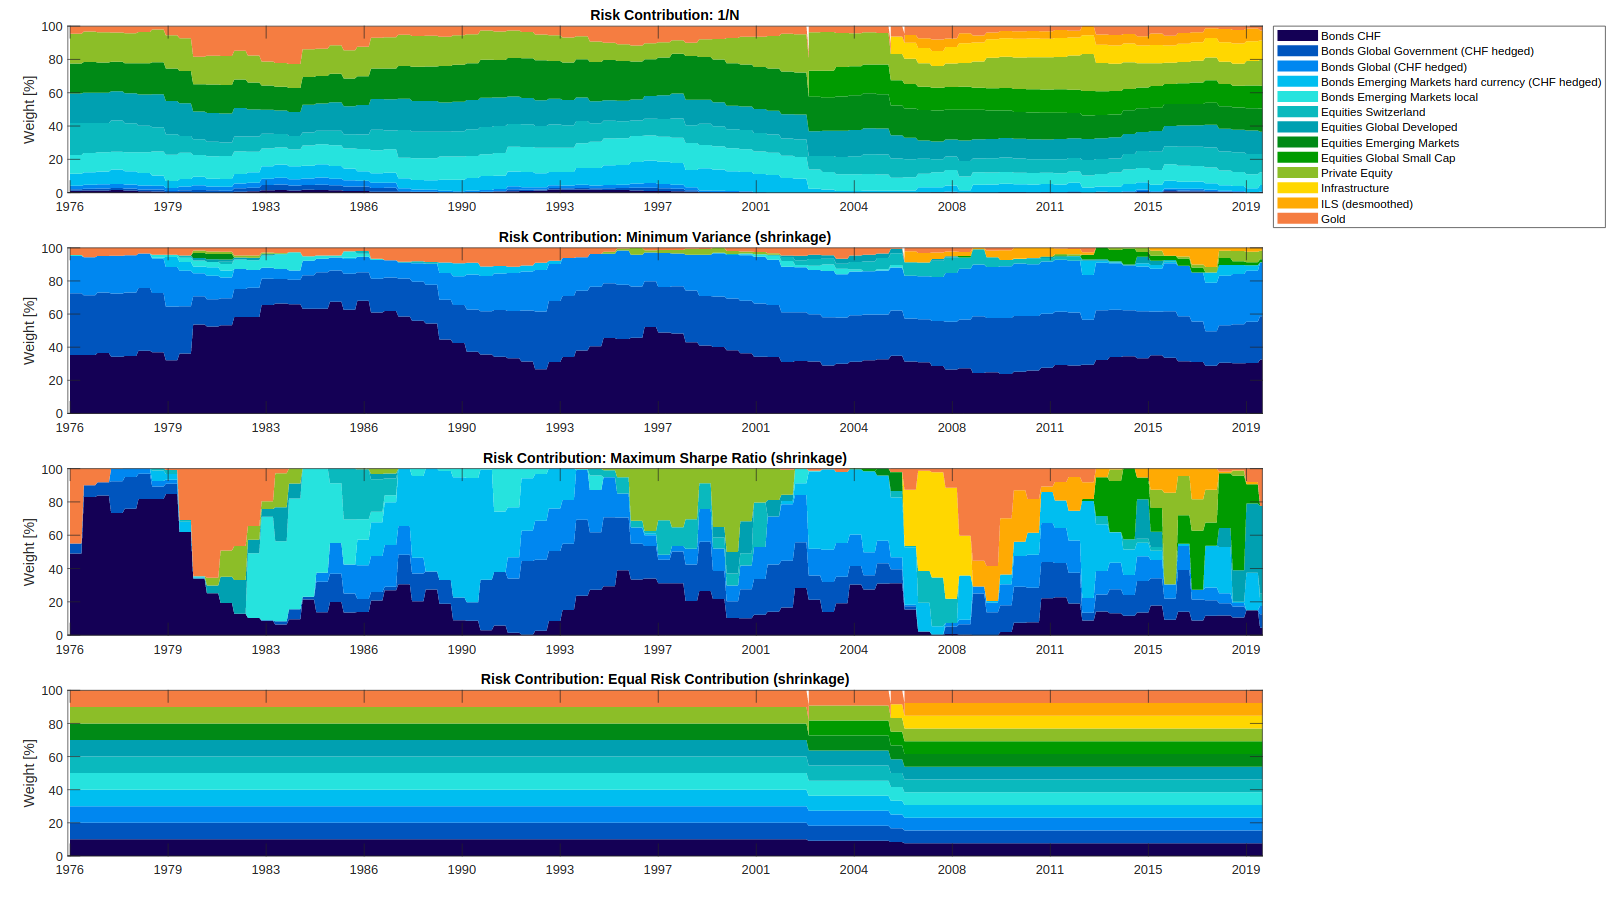 Risk Contribution: 1/N
Weight [%]
100
80
60
40
20
0
1976 1979 1983 1986 1990 1993 1997 2001 2004 2008 2011 2015 2019
Bonds CHF
Bonds Global Government (CHF hedged)
Bonds Global (CHF hedged)
Bonds Emerging Markets hard currency (CHF hedged)
Bonds Emerging Markets local
Equities Switzerland
Equities Global Developed
Equities Emerging Markets
Equities Global Small Cap
Private Equity
Infrastructure
ILS (desmoothed)
Gold
Risk Contribution: Minimum Variance (shrinkage)
Weight [%]
100
80
60
40
20
0
1976 1979 1983 1986 1990 1993 1997 2001 2004 2008 2011 2015 2019
Risk Contribution: Maximum Sharpe Ratio (shrinkage)
Weight [%]
100
80
60
40
20
0
1976 1979 1983 1986 1990 1993 1997 2001 2004 2008 2011 2015 2019
Risk Contribution: Equal Risk Contribution (shrinkage)
Weight [%]
100
80
60
40
20
0
1976 1979 1983 1986 1990 1993 1997 2001 2004 2008 2011 2015 2019